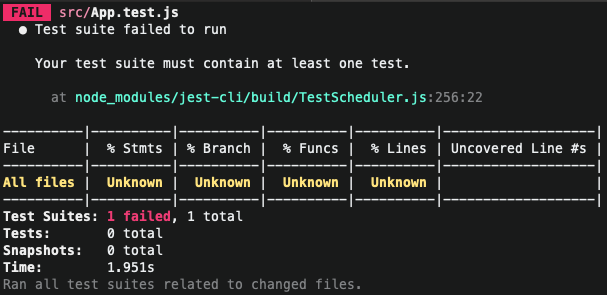 FAIL src/App.test.js
● Test suite failed to run
Your test suite must contain at least one test.
at node_modules/jest-cli/build/TestScheduler.js:256:22
----------|----------|----------|----------|----------|-------------------|
File      |  % Stmts | % Branch |  % Funcs |  % Lines | Uncovered Line #s |
----------|----------|----------|----------|----------|-------------------|
All files |  Unknown |  Unknown |  Unknown |  Unknown |                   |
----------|----------|----------|----------|----------|-------------------|
Test Suites: 1 failed, 1 total
Tests:       0 total
Snapshots:   0 total
Time:        1.951s
Ran all test suites related to changed files.